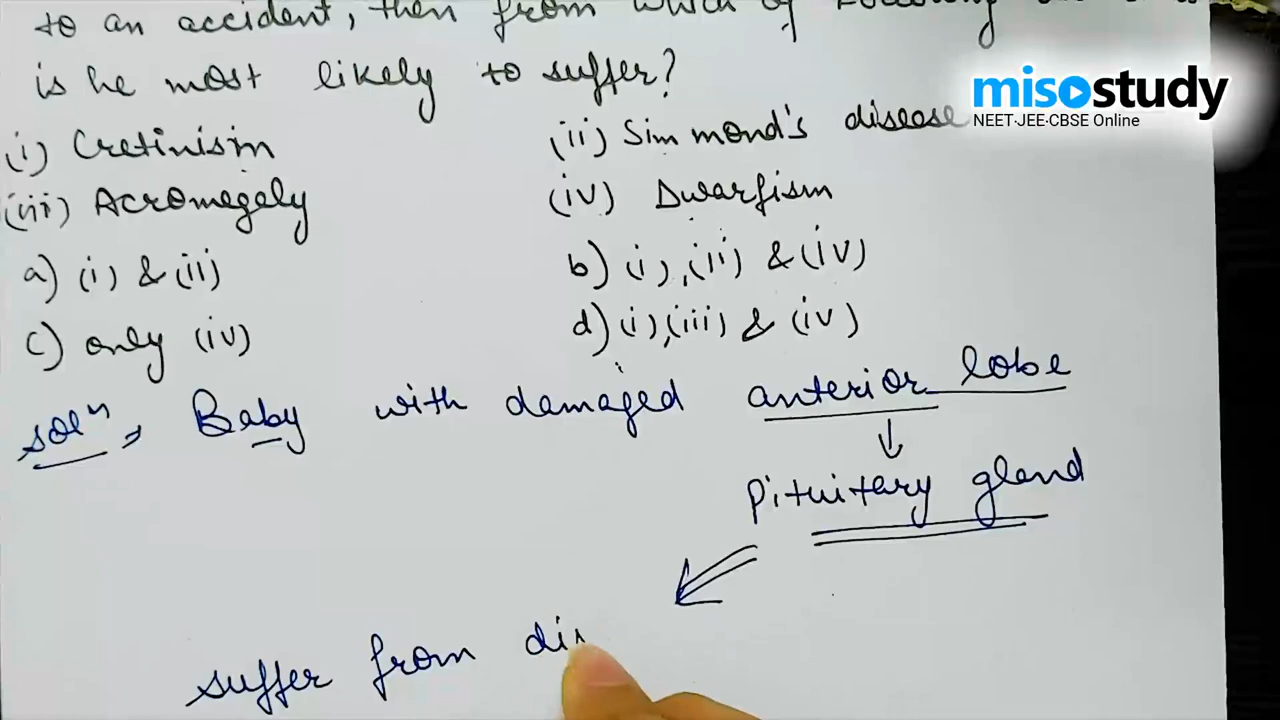 to an accident, then from which of following
is he most likely to suffer?
misostudy
NEET·JEE·CBSE Online
(i) Cretinism
(ii) Simmond's disease
(iii) Acromegely
(iv) Dwarfism
a) (i) & (ii)
b) (i), (ii) & (iv)
c) only (iv)
d) (i), (iii) & (iv)
soln, Baby with damaged anterior lobe
Pituitary gland
suffer from dis